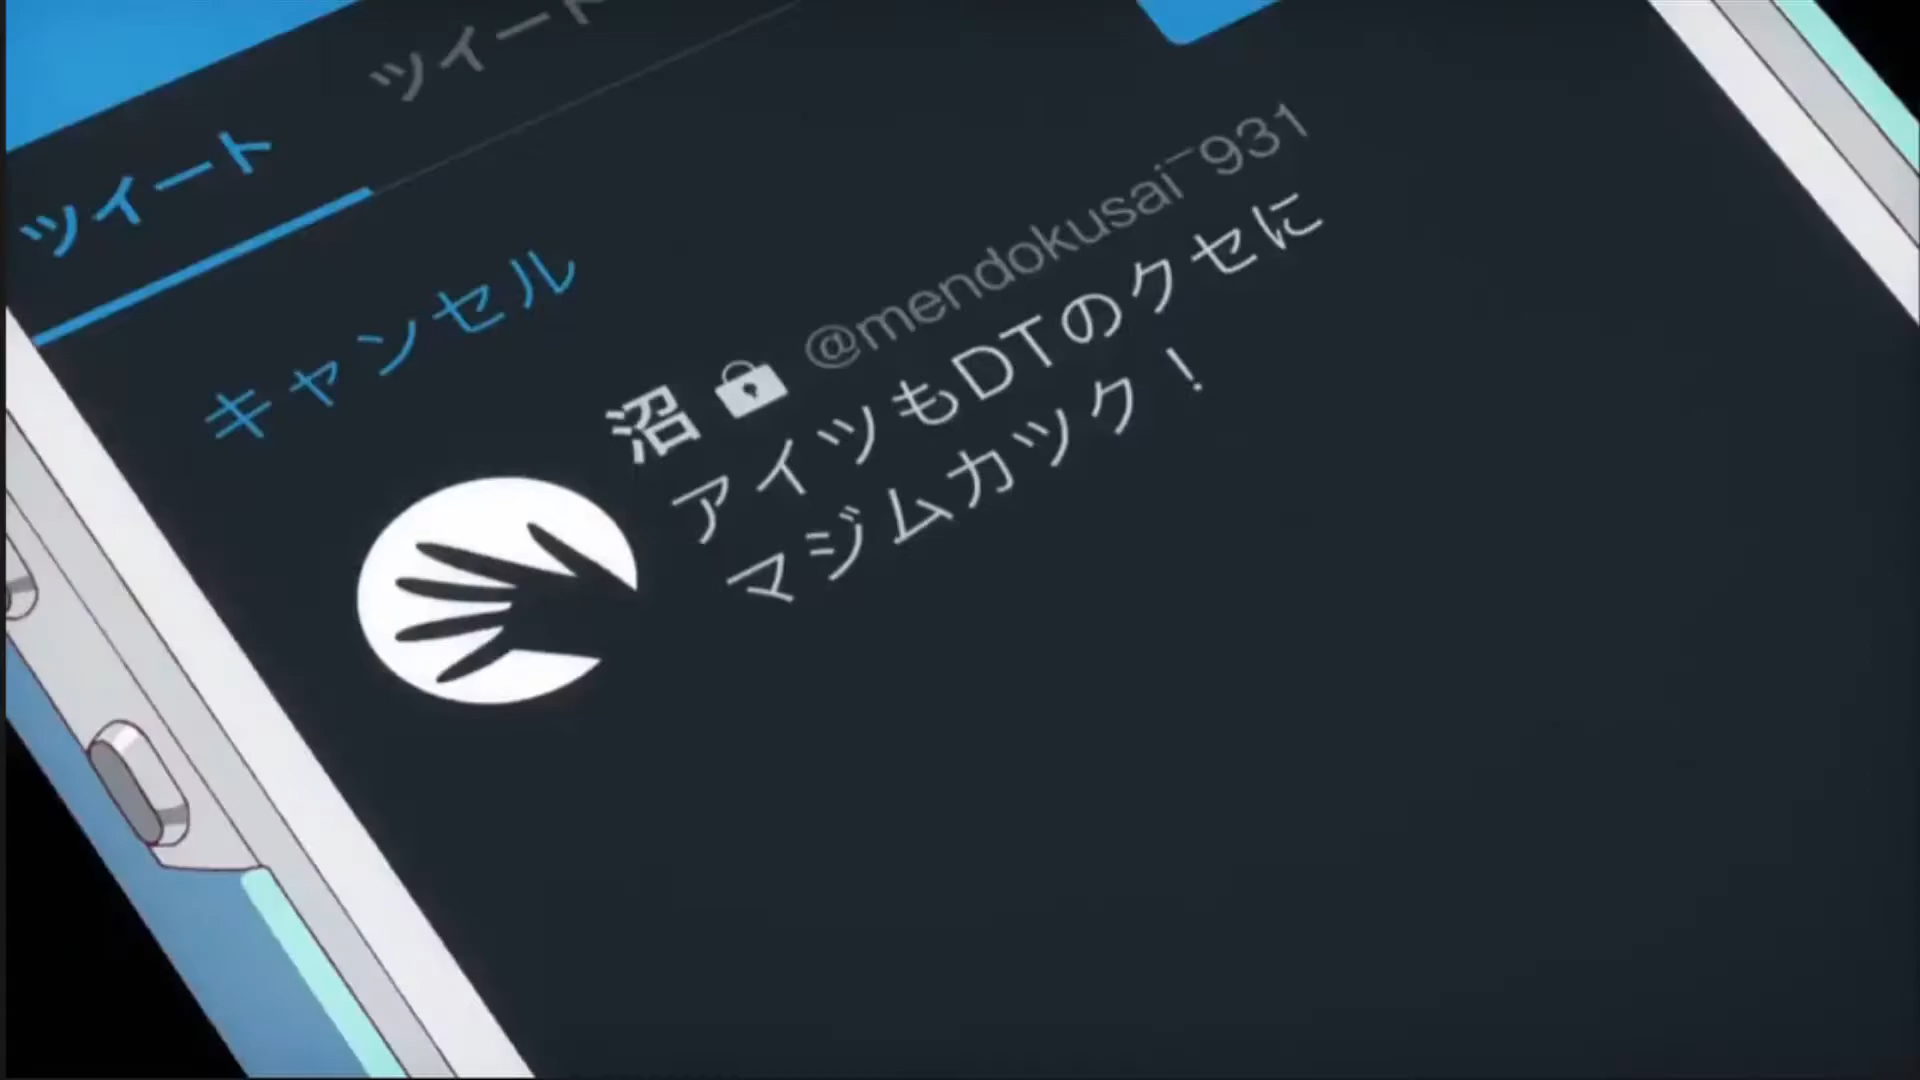 ツイート
ツイート
キャンセル
沼 @mendokusai_931
アイツもDTのクセに
マジムカツク！